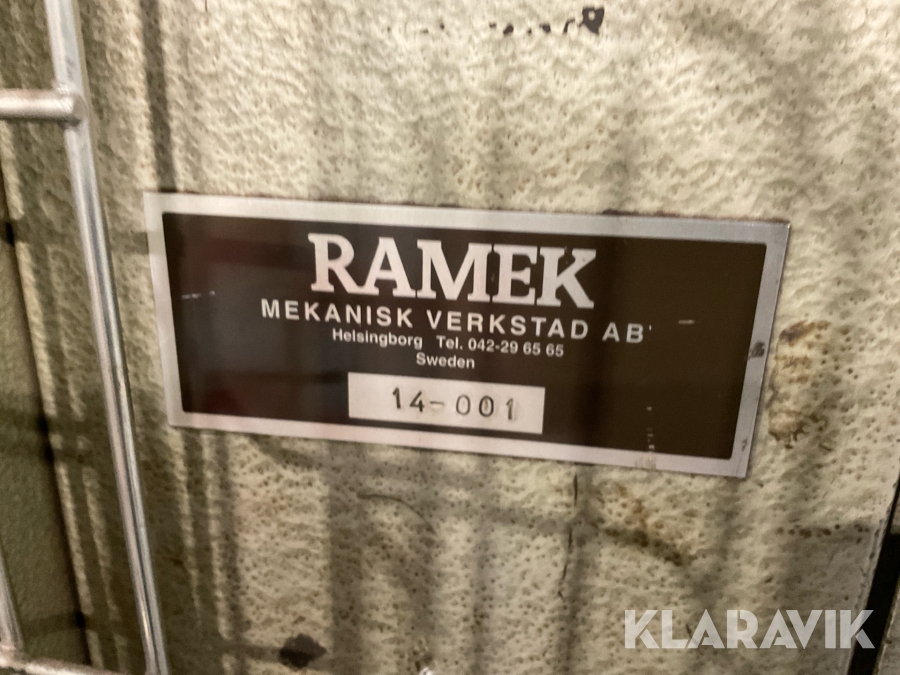 RAMEK
MEKANISK VERKSTAD AB
Helsingborg Tel. 042-29 65 65
Sweden
14-001
KLARAVIK